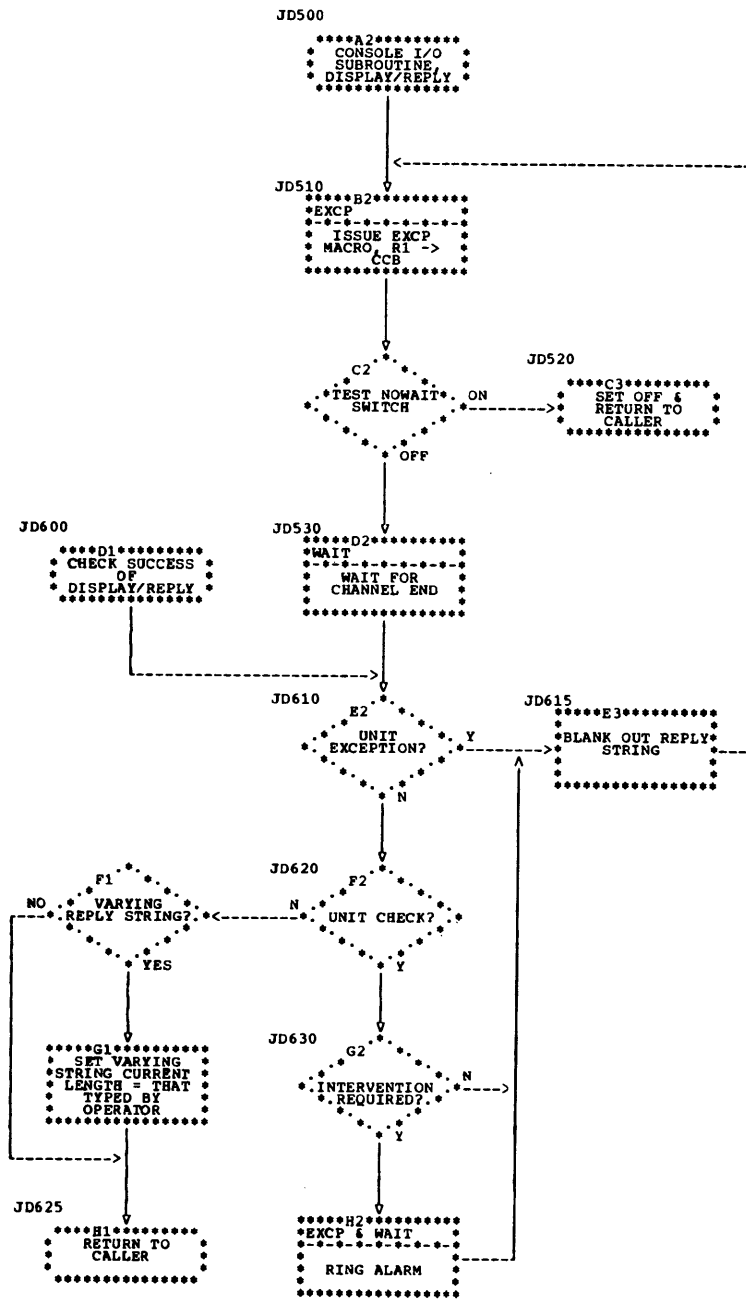 JD500
A2
CONSOLE I/O
SUBROUTINE,
DISPLAY/REPLY
JD510
B2
EXCP
ISSUE EXCP
MACRO, R1 ->
CCB
C2
TEST NOWAIT
SWITCH
ON
OFF
JD520
C3
SET OFF &
RETURN TO
CALLER
JD600
D1
CHECK SUCCESS
OF
DISPLAY/REPLY
JD530
D2
WAIT
WAIT FOR
CHANNEL END
JD610
E2
UNIT
EXCEPTION?
Y
N
JD615
E3
BLANK OUT REPLY
STRING
F1
VARYING
REPLY STRING?
NO
YES
JD620
F2
UNIT CHECK?
N
Y
G1
SET VARYING
STRING CURRENT
LENGTH = THAT
TYPED BY
OPERATOR
JD630
G2
INTERVENTION
REQUIRED?
N
Y
JD625
H1
RETURN TO
CALLER
H2
EXCP & WAIT
RING ALARM